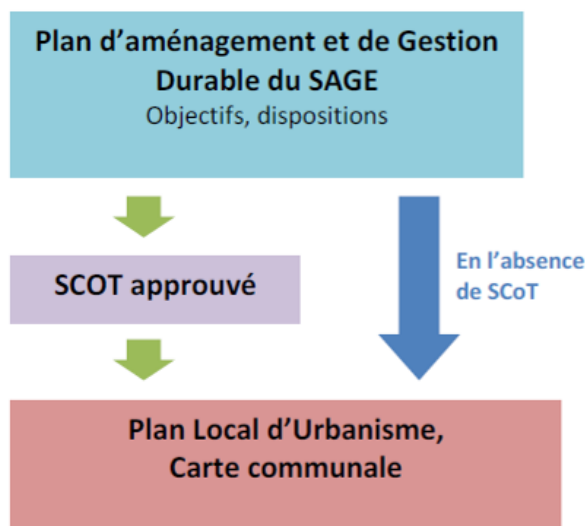 Plan d’aménagement et de Gestion
Durable du SAGE
Objectifs, dispositions
SCOT approuvé
En l’absence
de SCoT
Plan Local d’Urbanisme,
Carte communale